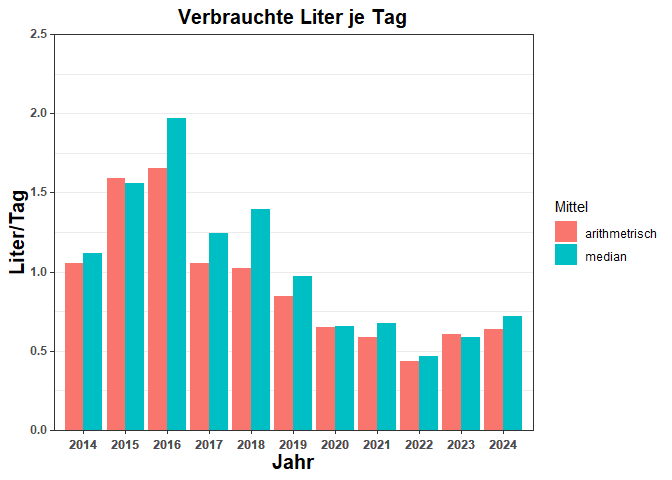 Verbrauchte Liter je Tag
2.5
2.0
1.5
1.0
0.5
0.0
Liter/Tag
2014 2015 2016 2017 2018 2019 2020 2021 2022 2023 2024
Jahr
Mittel
arithmetrisch
median